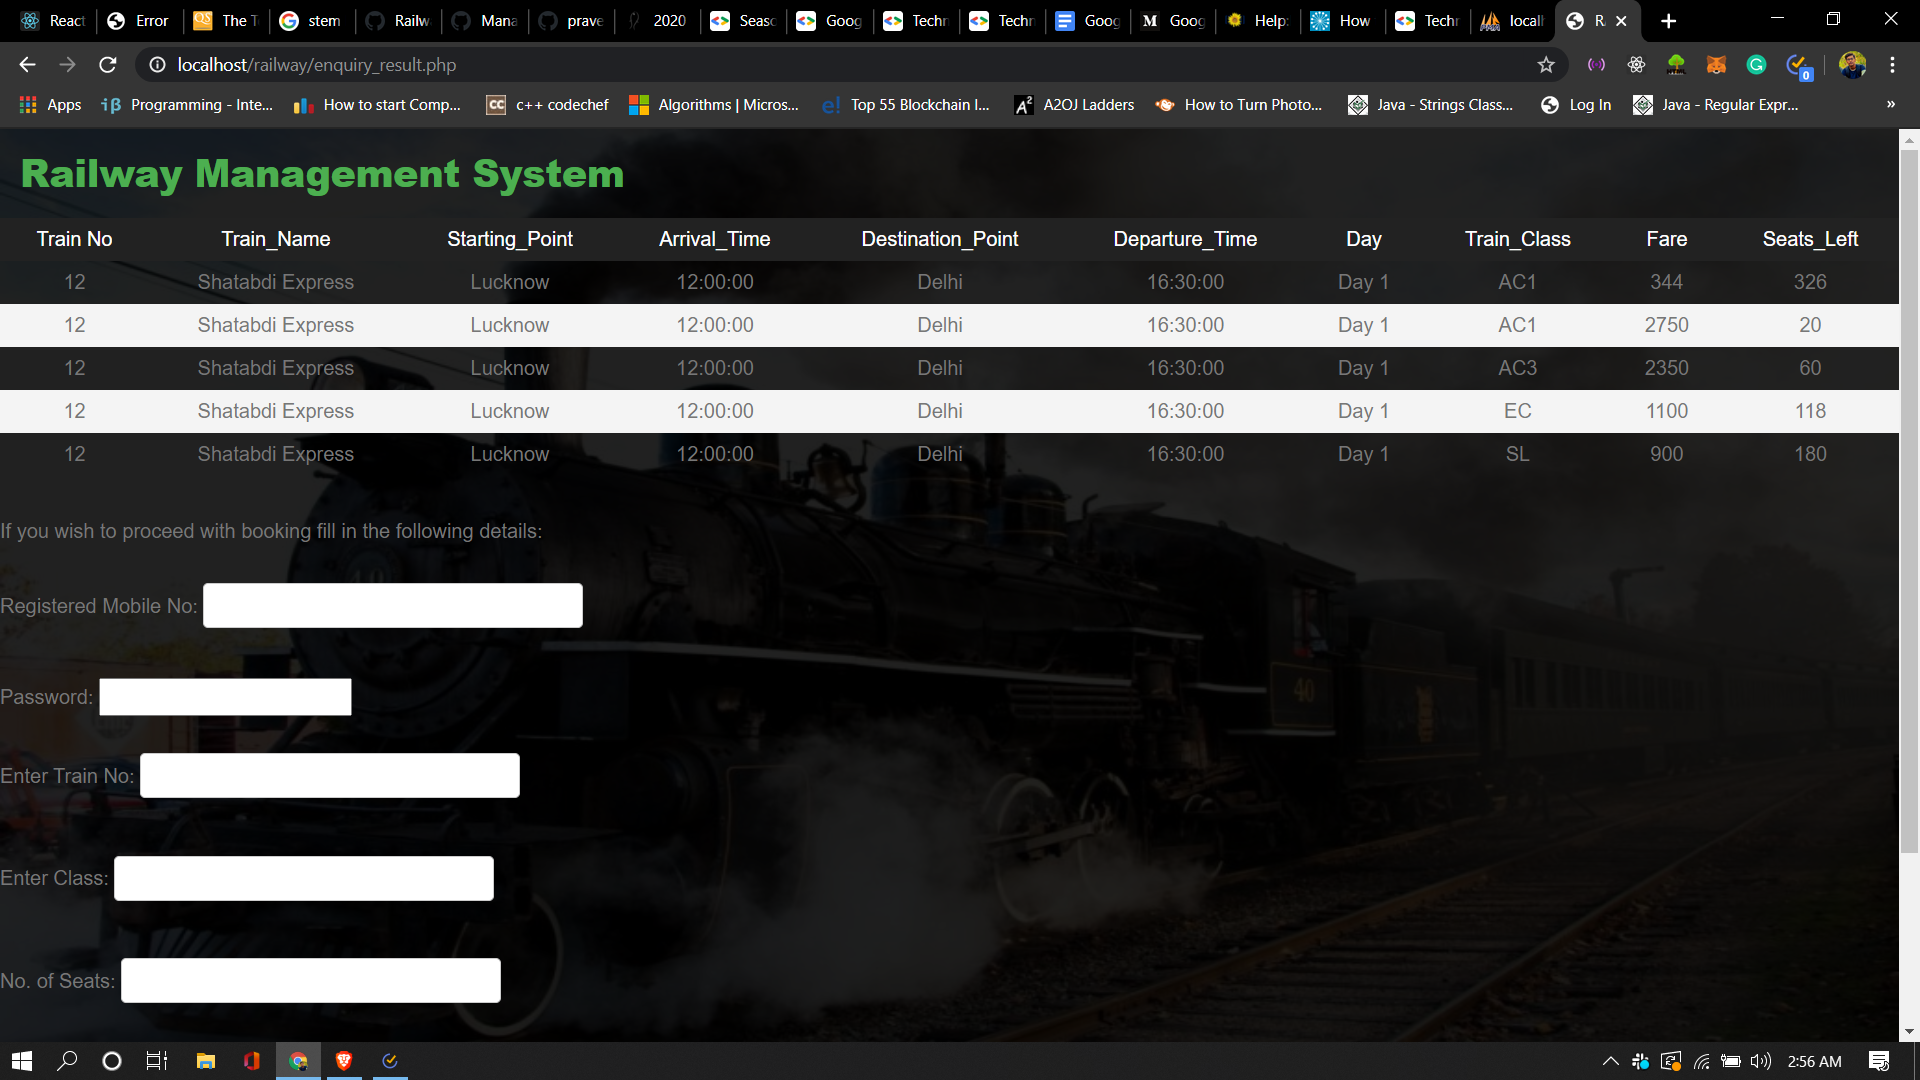 React Error The T stem Railw Mana prave 2020 Seaso Goog Techn Techn Goog M Goog Help: How Techr localh R
localhost/railway/enquiry_result.php
0
Apps Programming - Inte... How to start Comp... CC c++ codechef Algorithms | Micros... e! Top 55 Blockchain I... A² A2OJ Ladders How to Turn Photo... Java - Strings Class... Log In Java - Regular Expr... »
Railway Management System
Train No Train_Name Starting_Point Arrival_Time Destination_Point Departure_Time Day Train_Class Fare Seats_Left
12 Shatabdi Express Lucknow 12:00:00 Delhi 16:30:00 Day 1 AC1 344 326
12 Shatabdi Express Lucknow 12:00:00 Delhi 16:30:00 Day 1 AC1 2750 20
12 Shatabdi Express Lucknow 12:00:00 Delhi 16:30:00 Day 1 AC3 2350 60
12 Shatabdi Express Lucknow 12:00:00 Delhi 16:30:00 Day 1 EC 1100 118
12 Shatabdi Express Lucknow 12:00:00 Delhi 16:30:00 Day 1 SL 900 180
If you wish to proceed with booking fill in the following details:
Registered Mobile No:
Password:
40
Enter Train No:
Enter Class:
No. of Seats:
2:56 AM